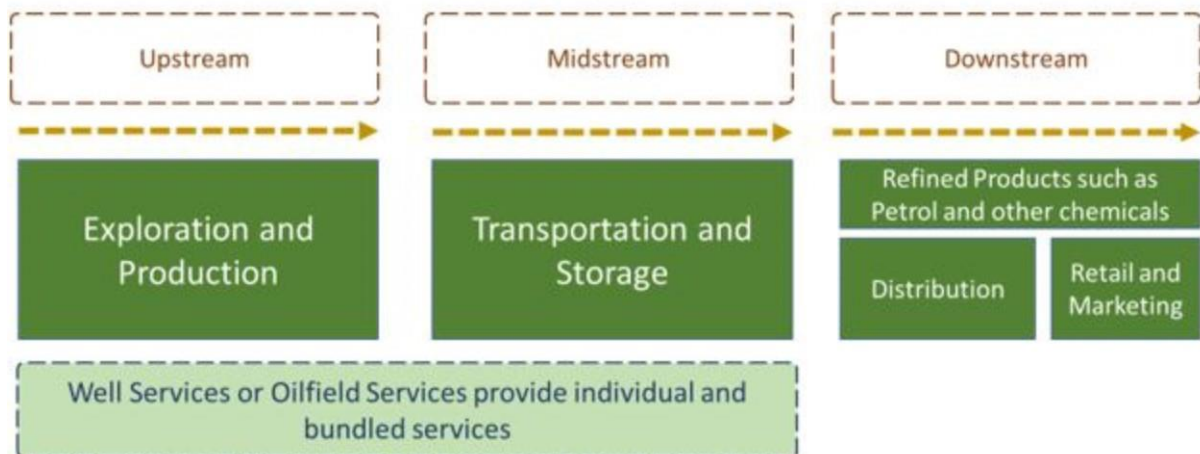 Upstream
Midstream
Downstream
Exploration and
Production
Transportation and
Storage
Refined Products such as
Petrol and other chemicals
Distribution
Retail and
Marketing
Well Services or Oilfield Services provide individual and
bundled services